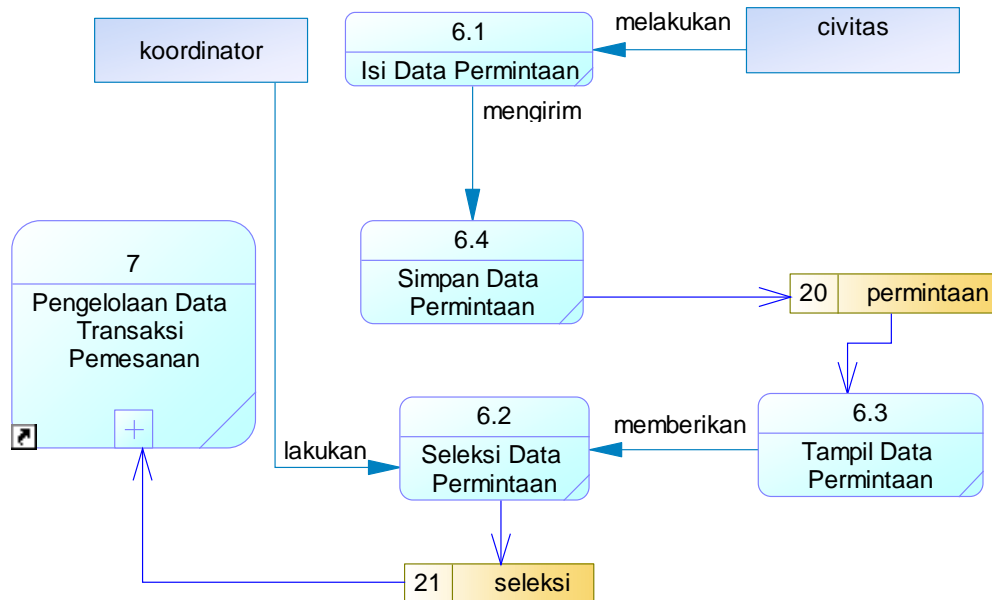 6.1
Isi Data Permintaan
melakukan
civitas
koordinator
mengirim
6.4
Simpan Data
Permintaan
7
Pengelolaan Data
Transaksi
Pemesanan
20
permintaan
6.2
Seleksi Data
Permintaan
memberikan
6.3
Tampil Data
Permintaan
lakukan
21
seleksi